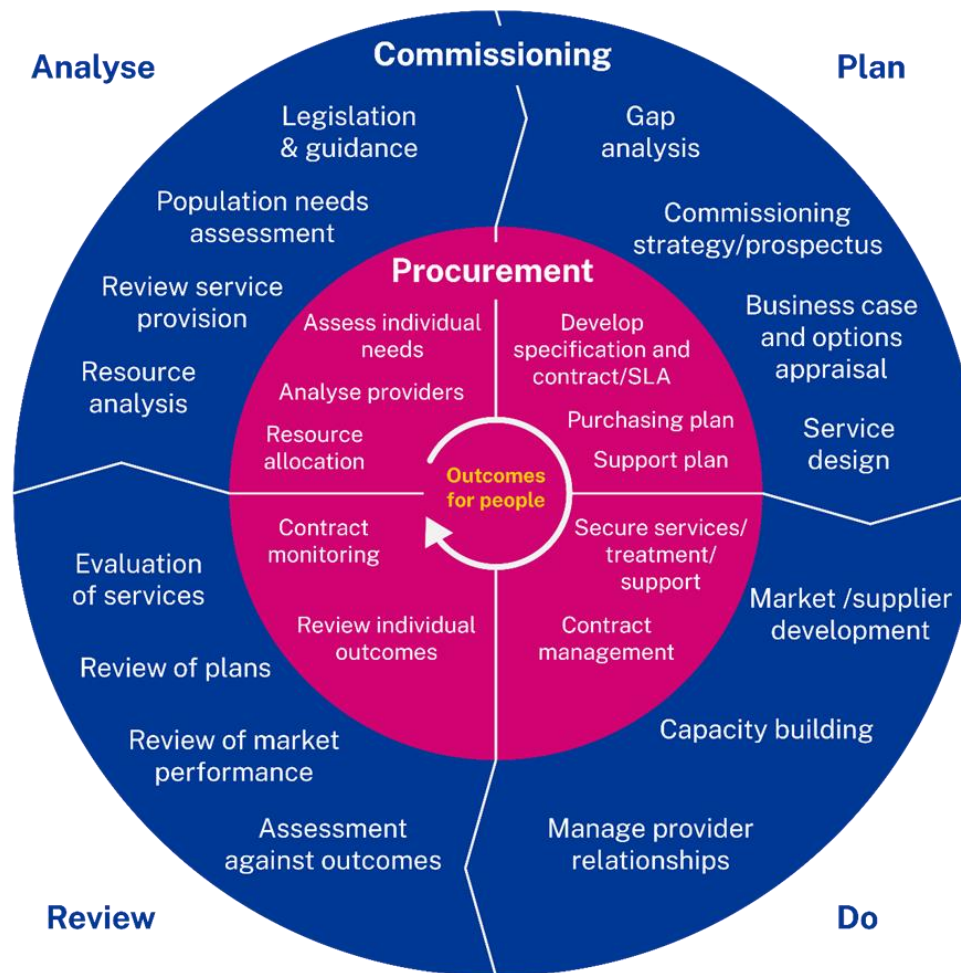 Analyse
Commissioning
Plan
Legislation
& guidance
Population needs
assessment
Review service
provision
Resource
analysis
Gap
analysis
Commissioning
strategy/prospectus
Business case
and options
appraisal
Service
design
Procurement
Assess individual
needs
Analyse providers
Resource
allocation
Develop
specification and
contract/SLA
Purchasing plan
Support plan
Outcomes
for people
Contract
monitoring
Review individual
outcomes
Secure services/
treatment/
support
Contract
management
Evaluation
of services
Review of plans
Review of market
performance
Assessment
against outcomes
Market /supplier
development
Capacity building
Manage provider
relationships
Review
Do